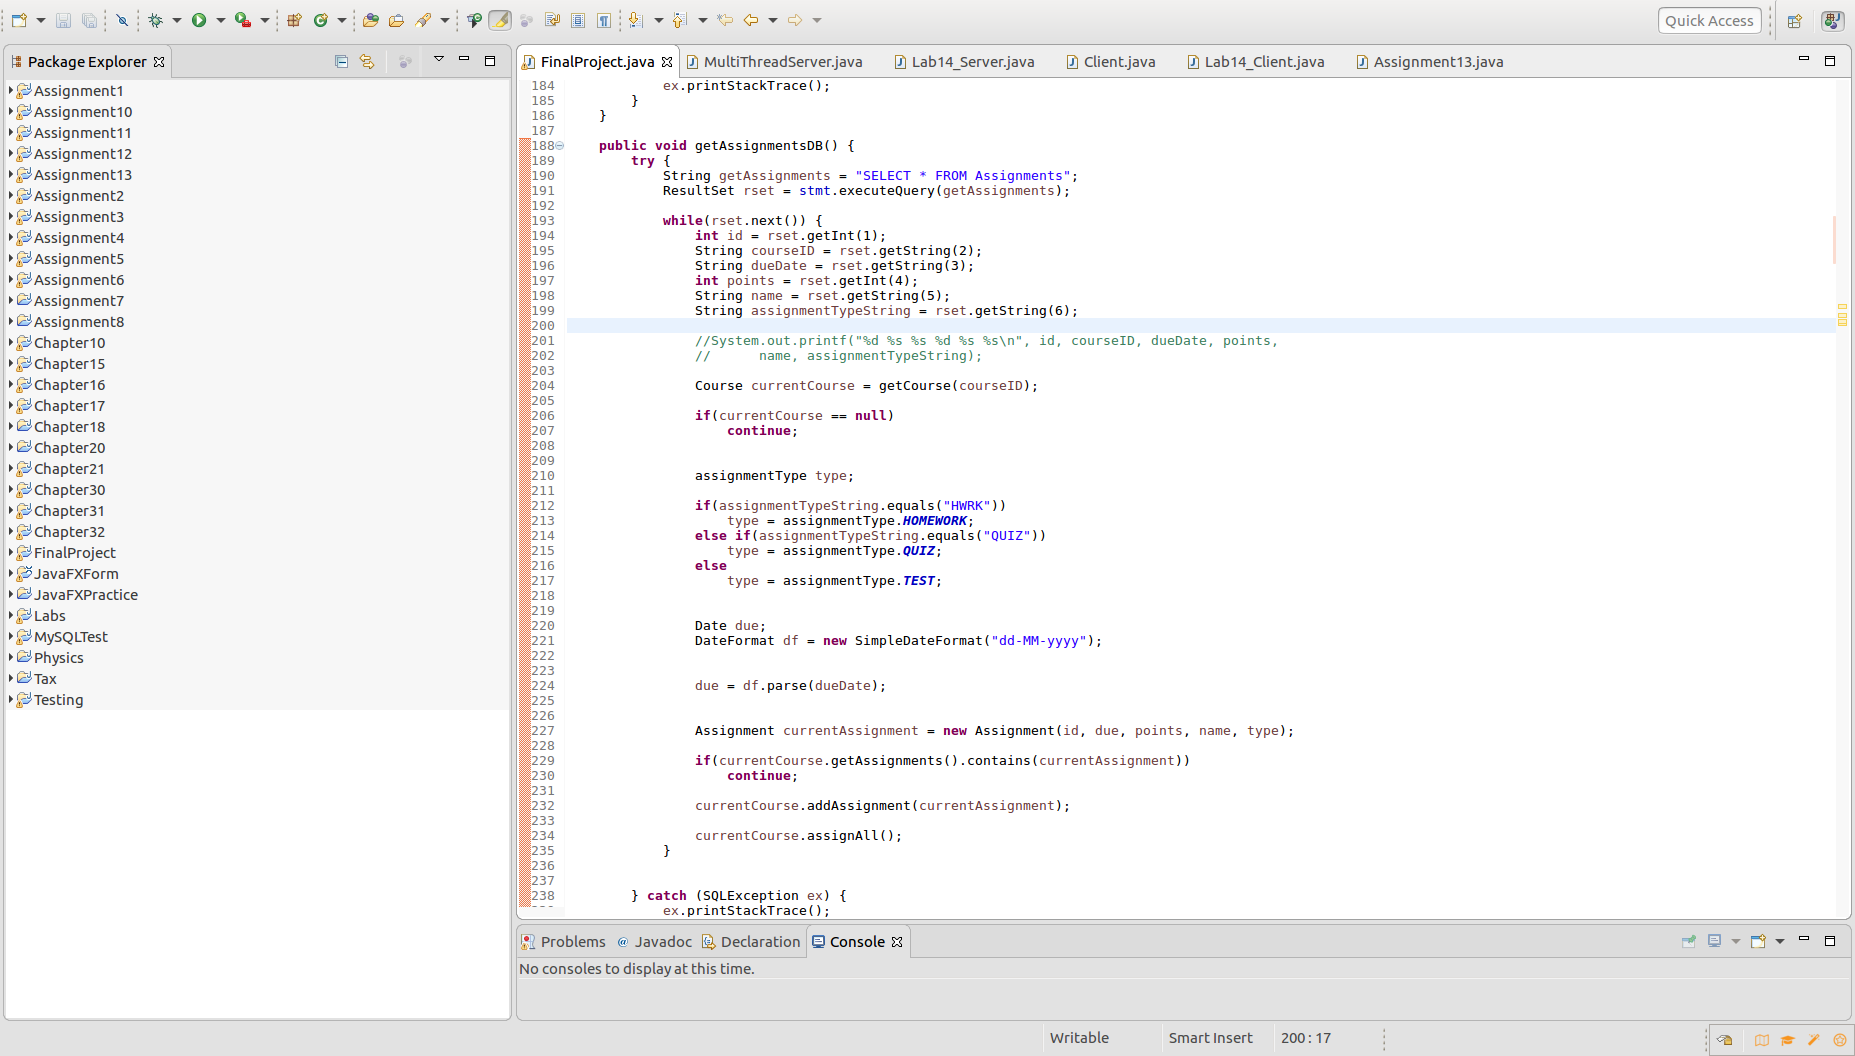 Quick Access
Package Explorer
Assignment1
Assignment10
Assignment11
Assignment12
Assignment13
Assignment2
Assignment3
Assignment4
Assignment5
Assignment6
Assignment7
Assignment8
Chapter10
Chapter15
Chapter16
Chapter17
Chapter18
Chapter20
Chapter21
Chapter30
Chapter31
Chapter32
FinalProject
JavaFXForm
JavaFXPractice
Labs
MySQLTest
Physics
Tax
Testing
FinalProject.java MultiThreadServer.java Lab14_Server.java Client.java Lab14_Client.java Assignment13.java
184 ex.printStackTrace();
185 }
186 }
187
188 public void getAssignmentsDB() {
189 try {
190 String getAssignments = "SELECT * FROM Assignments";
191 ResultSet rset = stmt.executeQuery(getAssignments);
192
193 while(rset.next()) {
194 int id = rset.getInt(1);
195 String courseID = rset.getString(2);
196 String dueDate = rset.getString(3);
197 int points = rset.getInt(4);
198 String name = rset.getString(5);
199 String assignmentTypeString = rset.getString(6);
200
201 //System.out.printf("%d %s %s %d %s %s\n", id, courseID, dueDate, points,
202 // name, assignmentTypeString);
203
204 Course currentCourse = getCourse(courseID);
205
206 if(currentCourse == null)
207 continue;
208
209
210 assignmentType type;
211
212 if(assignmentTypeString.equals("HWRK"))
213 type = assignmentType.HOMEWORK;
214 else if(assignmentTypeString.equals("QUIZ"))
215 type = assignmentType.QUIZ;
216 else
217 type = assignmentType.TEST;
218
219
220 Date due;
221 DateFormat df = new SimpleDateFormat("dd-MM-yyyy");
222
223
224 due = df.parse(dueDate);
225
226
227 Assignment currentAssignment = new Assignment(id, due, points, name, type);
228
229 if(currentCourse.getAssignments().contains(currentAssignment))
230 continue;
231
232 currentCourse.addAssignment(currentAssignment);
233
234 currentCourse.assignAll();
235 }
236
237
238 } catch (SQLException ex) {
ex.printStackTrace();
Problems @ Javadoc Declaration Console
No consoles to display at this time.
Writable Smart Insert 200 : 17